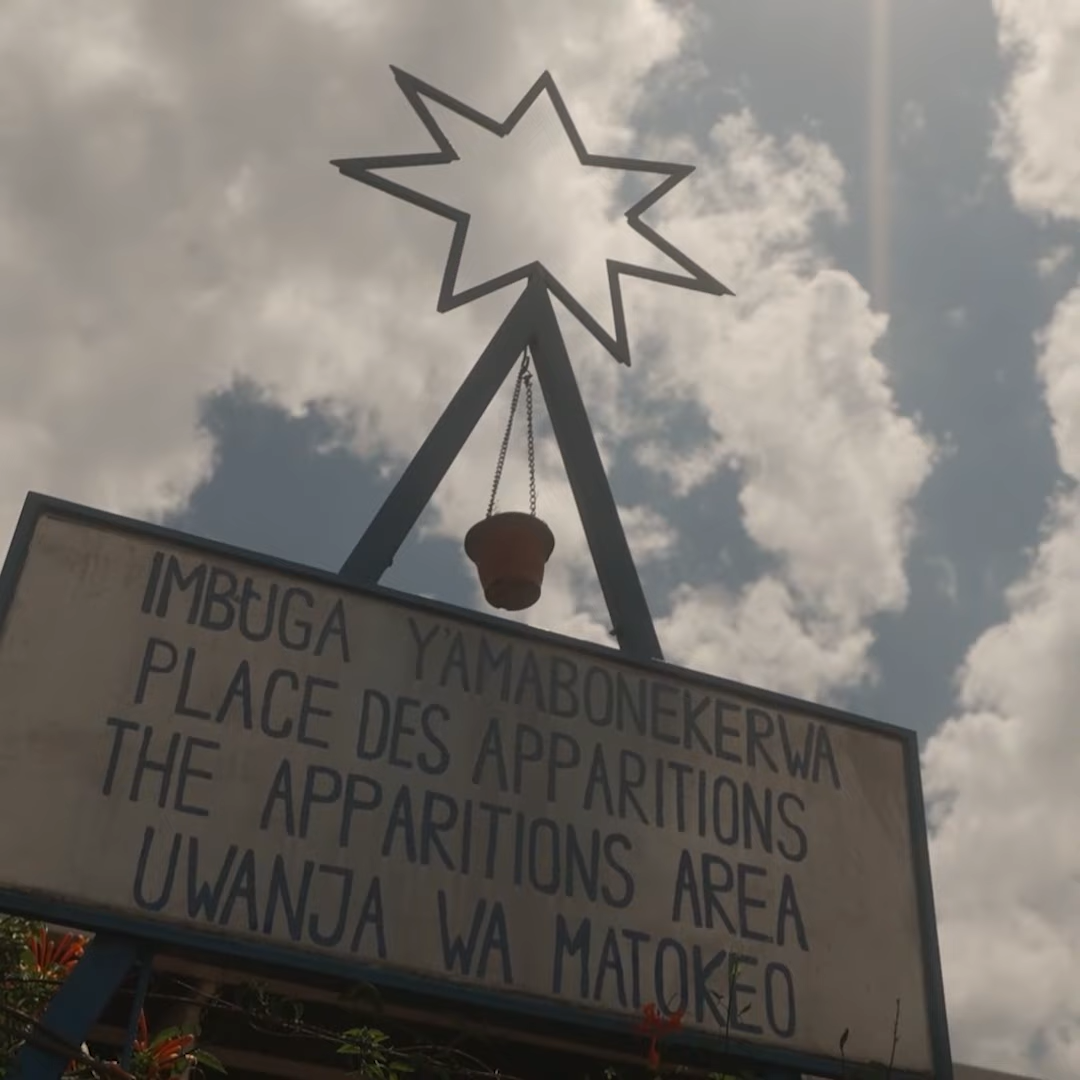 IMBUGA Y'AMABONEKERWA
PLACE DES APPARITIONS
THE APPARITIONS AREA
UWANJA WA MATOKEO